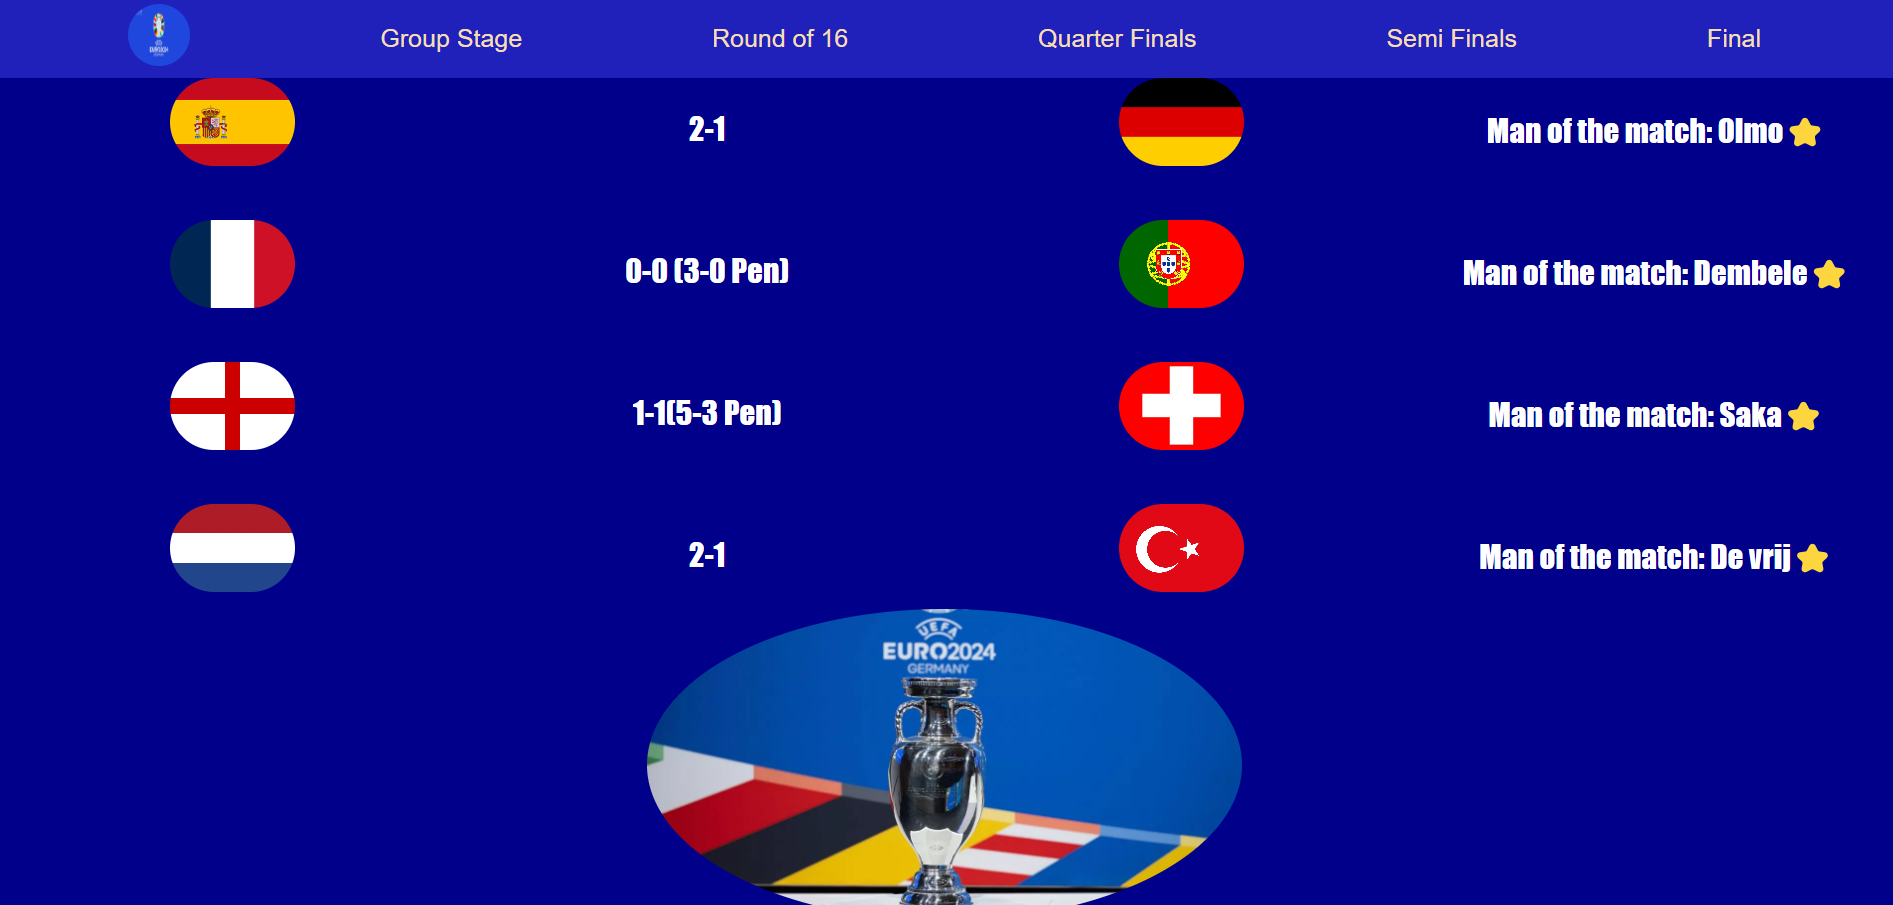 Group Stage
Round of 16
Quarter Finals
Semi Finals
Final
2-1
Man of the match: Olmo
0-0 (3-0 Pen)
Man of the match: Dembele
1-1(5-3 Pen)
Man of the match: Saka
2-1
Man of the match: De vrij
UEFA
EURO2024
GERMANY